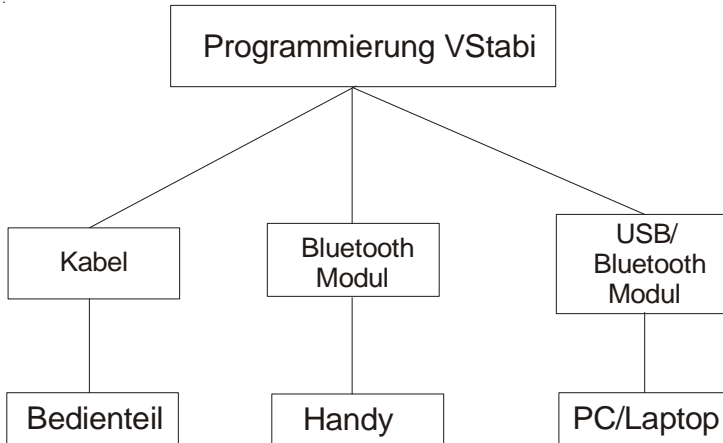 Programmierung VStabi
Kabel
Bluetooth
Modul
USB/
Bluetooth
Modul
Bedienteil
Handy
PC/Laptop